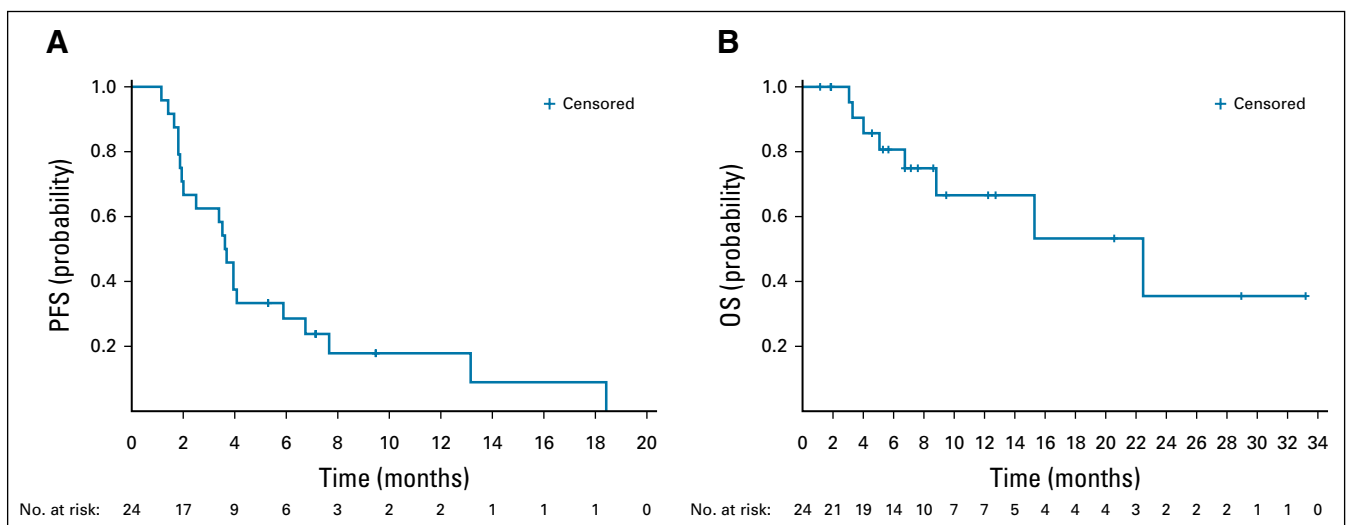 A
1.0
0.8
0.6
0.4
0.2
PFS (probability)
Censored
0 2 4 6 8 10 12 14 16 18 20
Time (months)
No. at risk: 24 17 9 6 3 2 2 1 1 1 0
B
1.0
0.8
0.6
0.4
0.2
OS (probability)
Censored
0 2 4 6 8 10 12 14 16 18 20 22 24 26 28 30 32 34
Time (months)
No. at risk: 24 21 19 14 10 7 7 5 4 4 4 3 2 2 2 1 1 0